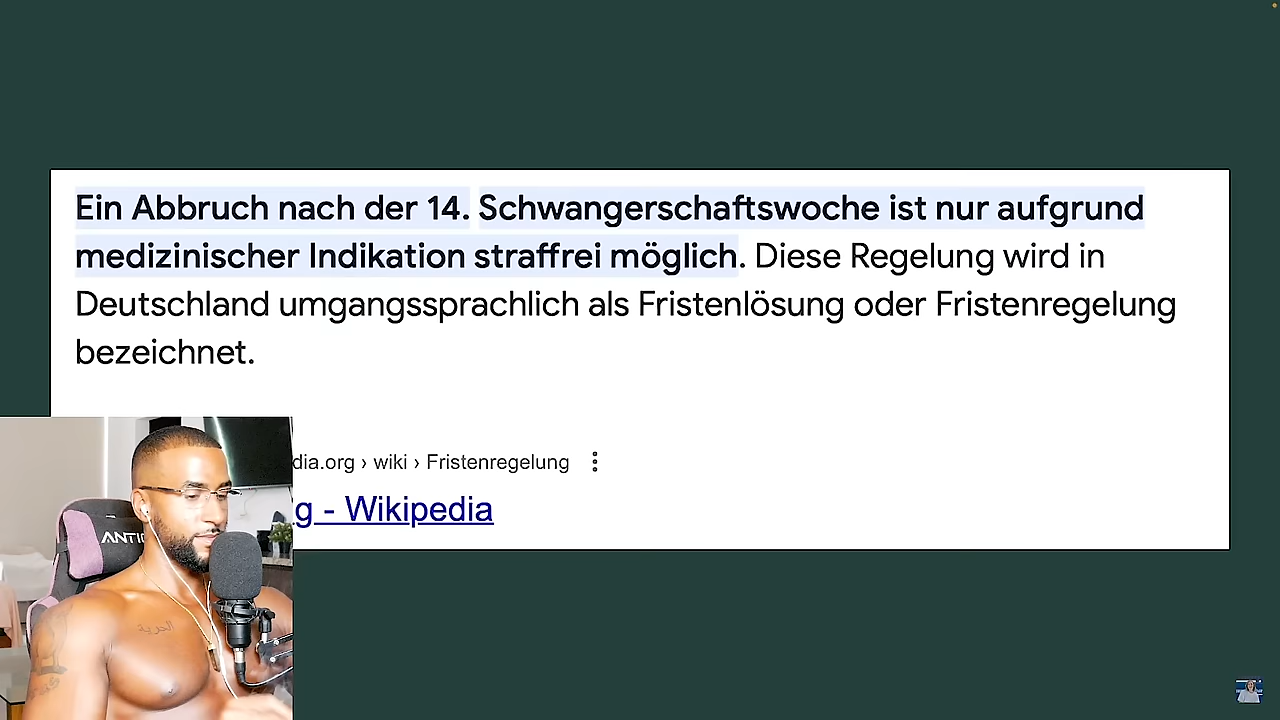 Ein Abbruch nach der 14. Schwangerschaftswoche ist nur aufgrund
medizinischer Indikation straffrei möglich. Diese Regelung wird in
Deutschland umgangssprachlich als Fristenlösung oder Fristenregelung
bezeichnet.
dia.org › wiki › Fristenregelung
g - Wikipedia
ANTI